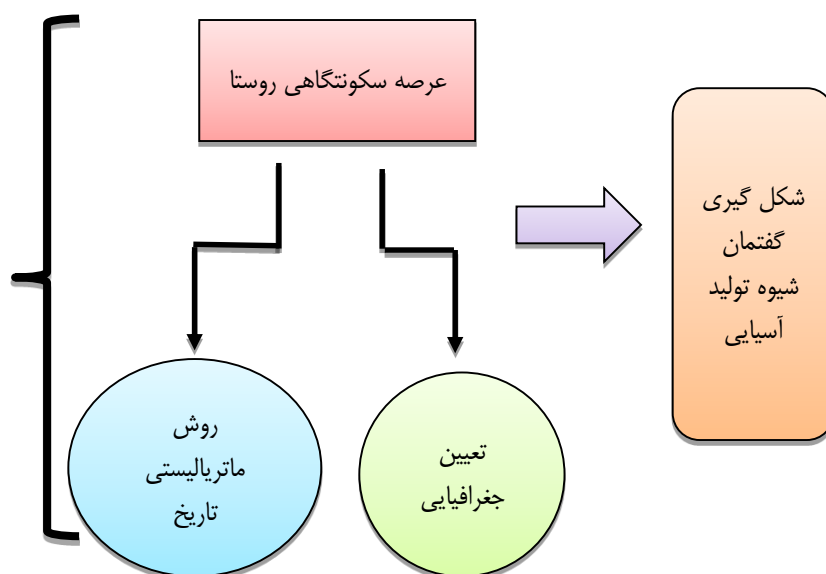 عرصه سکونتگاهی روستا
شکل گیری
گفتمان
شیوه تولید
آسیایی
تعیین
جغرافیایی
روش
ماتریالیستی
تاریخ